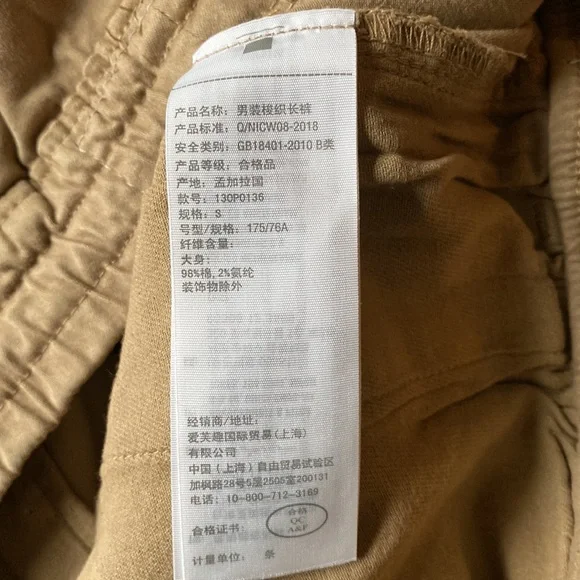 产品名称: 男装梭织长裤
产品标准: Q/NICW08-2018
安全类别: GB18401-2010 B类
产品等级: 合格品
产地: 孟加拉国
款号: 130P0136
规格: S
号型/规格: 175/76A
纤维含量:
大身:
98%棉,2%氨纶
装饰物除外
经销商/地址:
爱芙趣国际贸易(上海)
有限公司
中国 (上海) 自由贸易试验区
加枫路28号5层2505室200131
电话: 10-800-712-3169
合格证书:
合格
QC
A&F
计量单位: 条